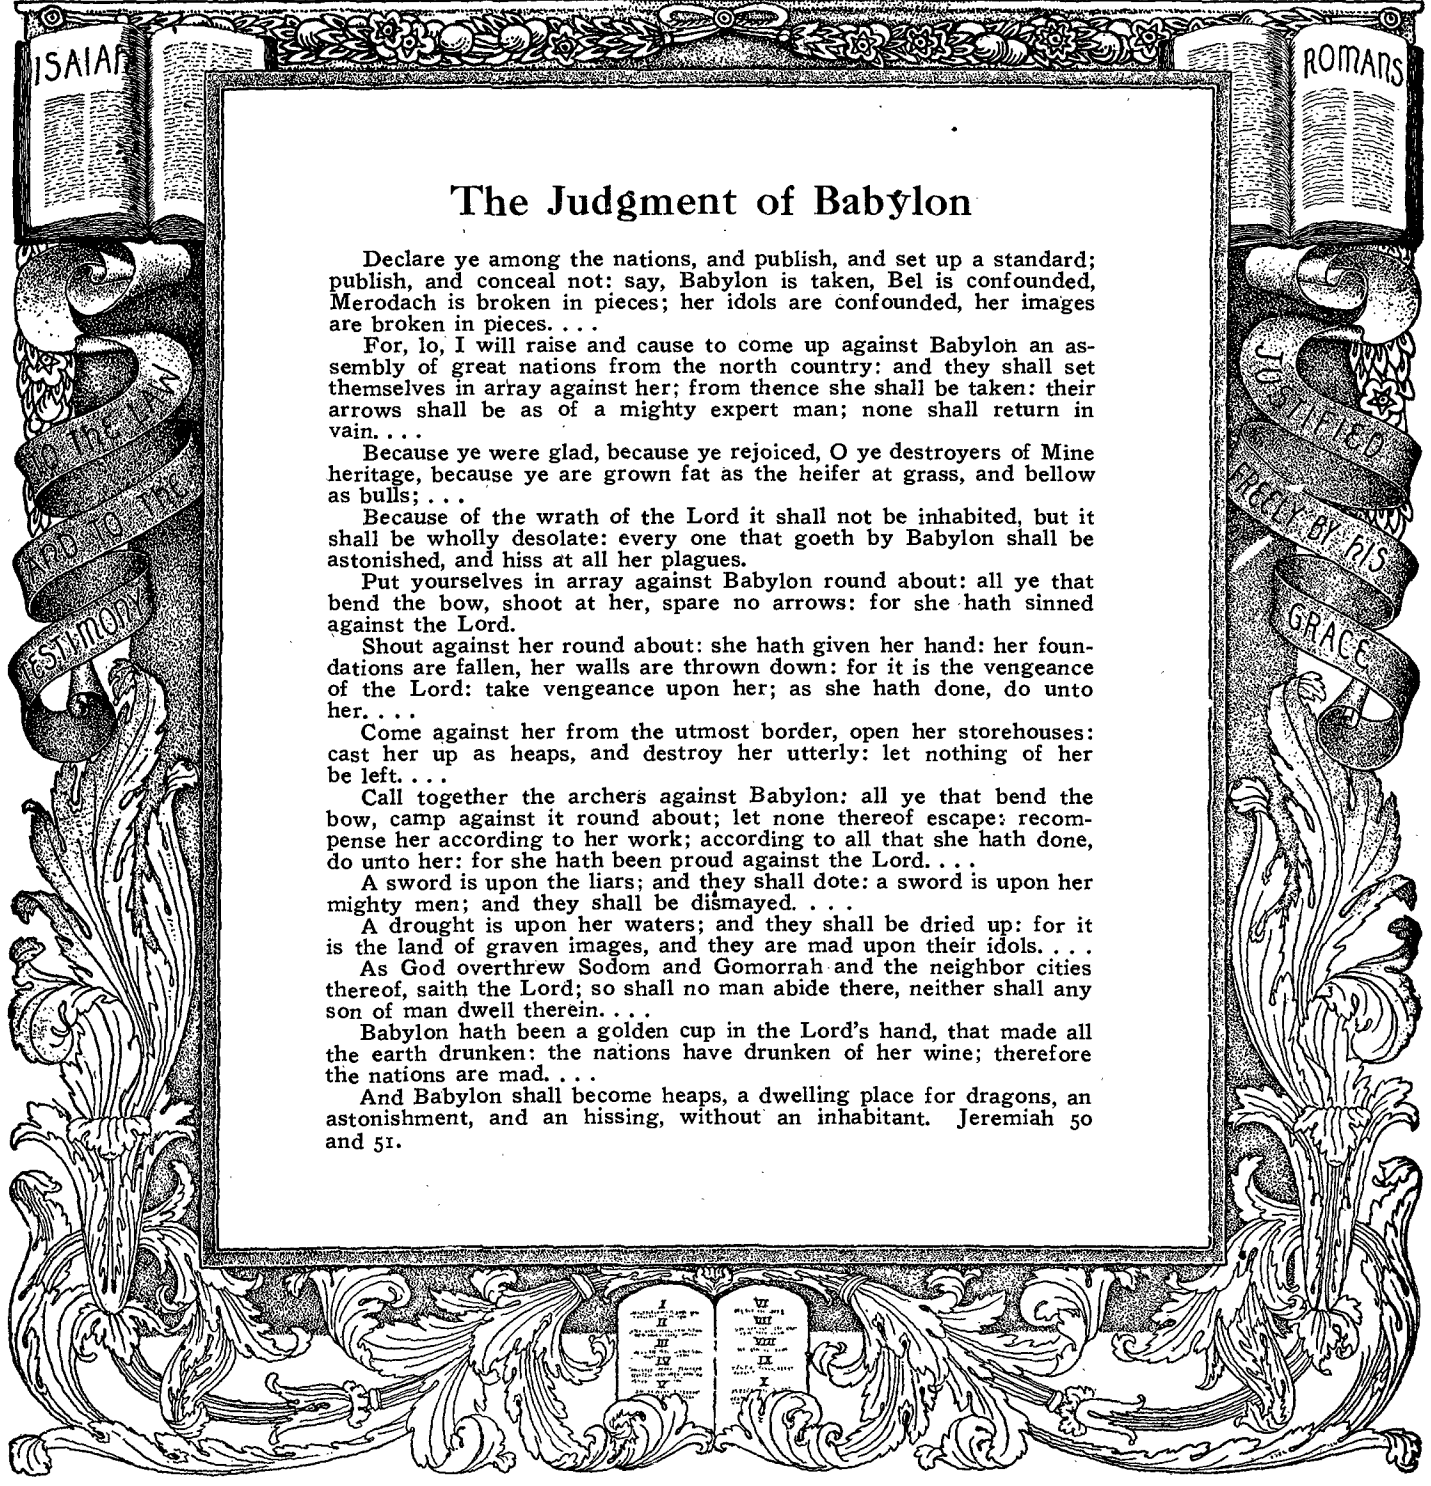 ISAIAH
ROMANS
TO THE LAW
AND TO THE
TESTIMONY
JUSTIFIED
FREELY BY HIS
GRACE
The Judgment of Babylon
Declare ye among the nations, and publish, and set up a standard;
publish, and conceal not: say, Babylon is taken, Bel is confounded,
Merodach is broken in pieces; her idols are confounded, her images
are broken in pieces. . . .
For, lo, I will raise and cause to come up against Babylon an as-
sembly of great nations from the north country: and they shall set
themselves in array against her; from thence she shall be taken: their
arrows shall be as of a mighty expert man; none shall return in
vain. . . .
Because ye were glad, because ye rejoiced, O ye destroyers of Mine
heritage, because ye are grown fat as the heifer at grass, and bellow
as bulls; . . .
Because of the wrath of the Lord it shall not be inhabited, but it
shall be wholly desolate: every one that goeth by Babylon shall be
astonished, and hiss at all her plagues.
Put yourselves in array against Babylon round about: all ye that
bend the bow, shoot at her, spare no arrows: for she hath sinned
against the Lord.
Shout against her round about: she hath given her hand: her foun-
dations are fallen, her walls are thrown down: for it is the vengeance
of the Lord: take vengeance upon her; as she hath done, do unto
her. . . .
Come against her from the utmost border, open her storehouses:
cast her up as heaps, and destroy her utterly: let nothing of her
be left. . . .
Call together the archers against Babylon: all ye that bend the
bow, camp against it round about; let none thereof escape: recom-
pense her according to her work; according to all that she hath done,
do unto her: for she hath been proud against the Lord. . . .
A sword is upon the liars; and they shall dote: a sword is upon her
mighty men; and they shall be dismayed. . . .
A drought is upon her waters; and they shall be dried up: for it
is the land of graven images, and they are mad upon their idols. . . .
As God overthrew Sodom and Gomorrah and the neighbor cities
thereof, saith the Lord; so shall no man abide there, neither shall any
son of man dwell therein. . . .
Babylon hath been a golden cup in the Lord's hand, that made all
the earth drunken: the nations have drunken of her wine; therefore
the nations are mad. . . .
And Babylon shall become heaps, a dwelling place for dragons, an
astonishment, and an hissing, without an inhabitant. Jeremiah 50
and 51.
I
II
III
IV
V
VI
VII
VIII
IX
X